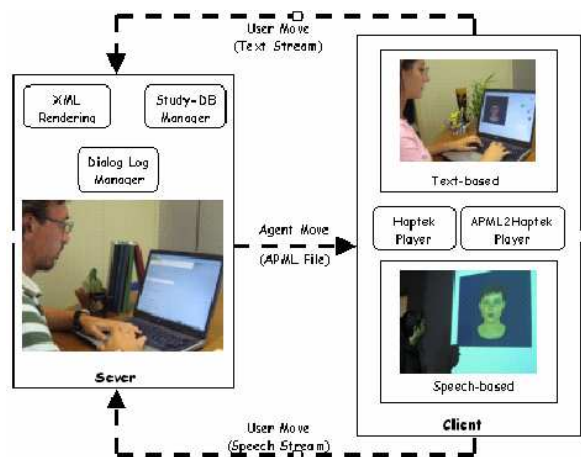 User Move
(Text Stream)
XML
Rendering
Study-DB
Manager
Dialog Log
Manager
Sever
Agent Move
(APML File)
Text-based
Haptek
Player
APML2Haptek
Player
Speech-based
Client
User Move
(Speech Stream)